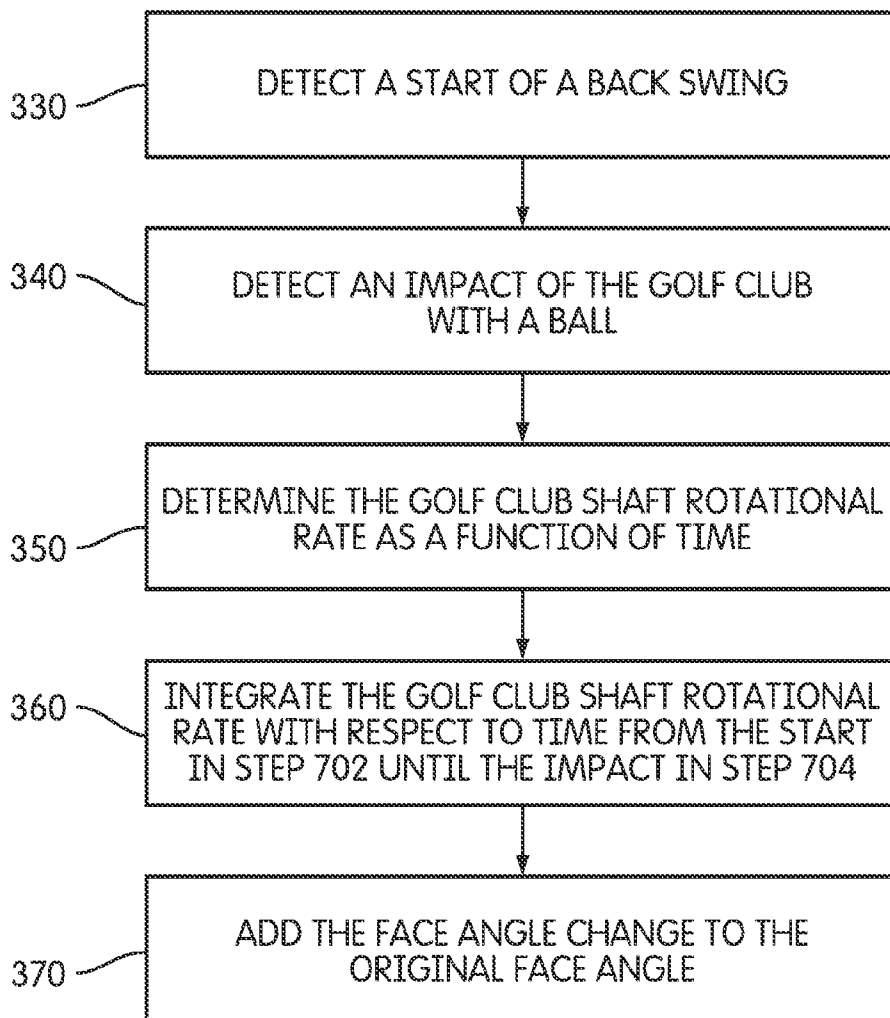 330
DETECT A START OF A BACK SWING
340
DETECT AN IMPACT OF THE GOLF CLUB
WITH A BALL
350
DETERMINE THE GOLF CLUB SHAFT ROTATIONAL
RATE AS A FUNCTION OF TIME
360
INTEGRATE THE GOLF CLUB SHAFT ROTATIONAL
RATE WITH RESPECT TO TIME FROM THE START
IN STEP 702 UNTIL THE IMPACT IN STEP 704
370
ADD THE FACE ANGLE CHANGE TO THE
ORIGINAL FACE ANGLE